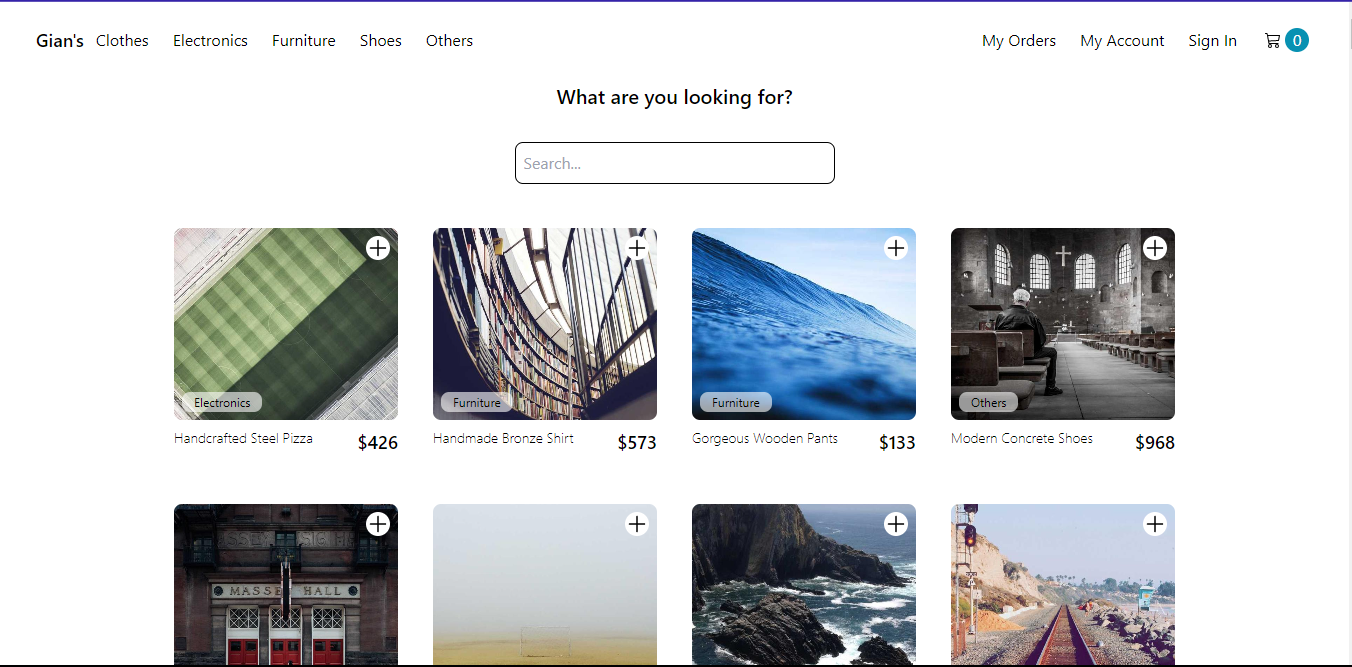 Gian's Clothes Electronics Furniture Shoes Others My Orders My Account Sign In 0
What are you looking for?
Search...
Electronics
Furniture
Furniture
Others
Handcrafted Steel Pizza $426
Handmade Bronze Shirt $573
Gorgeous Wooden Pants $133
Modern Concrete Shoes $968
HALL